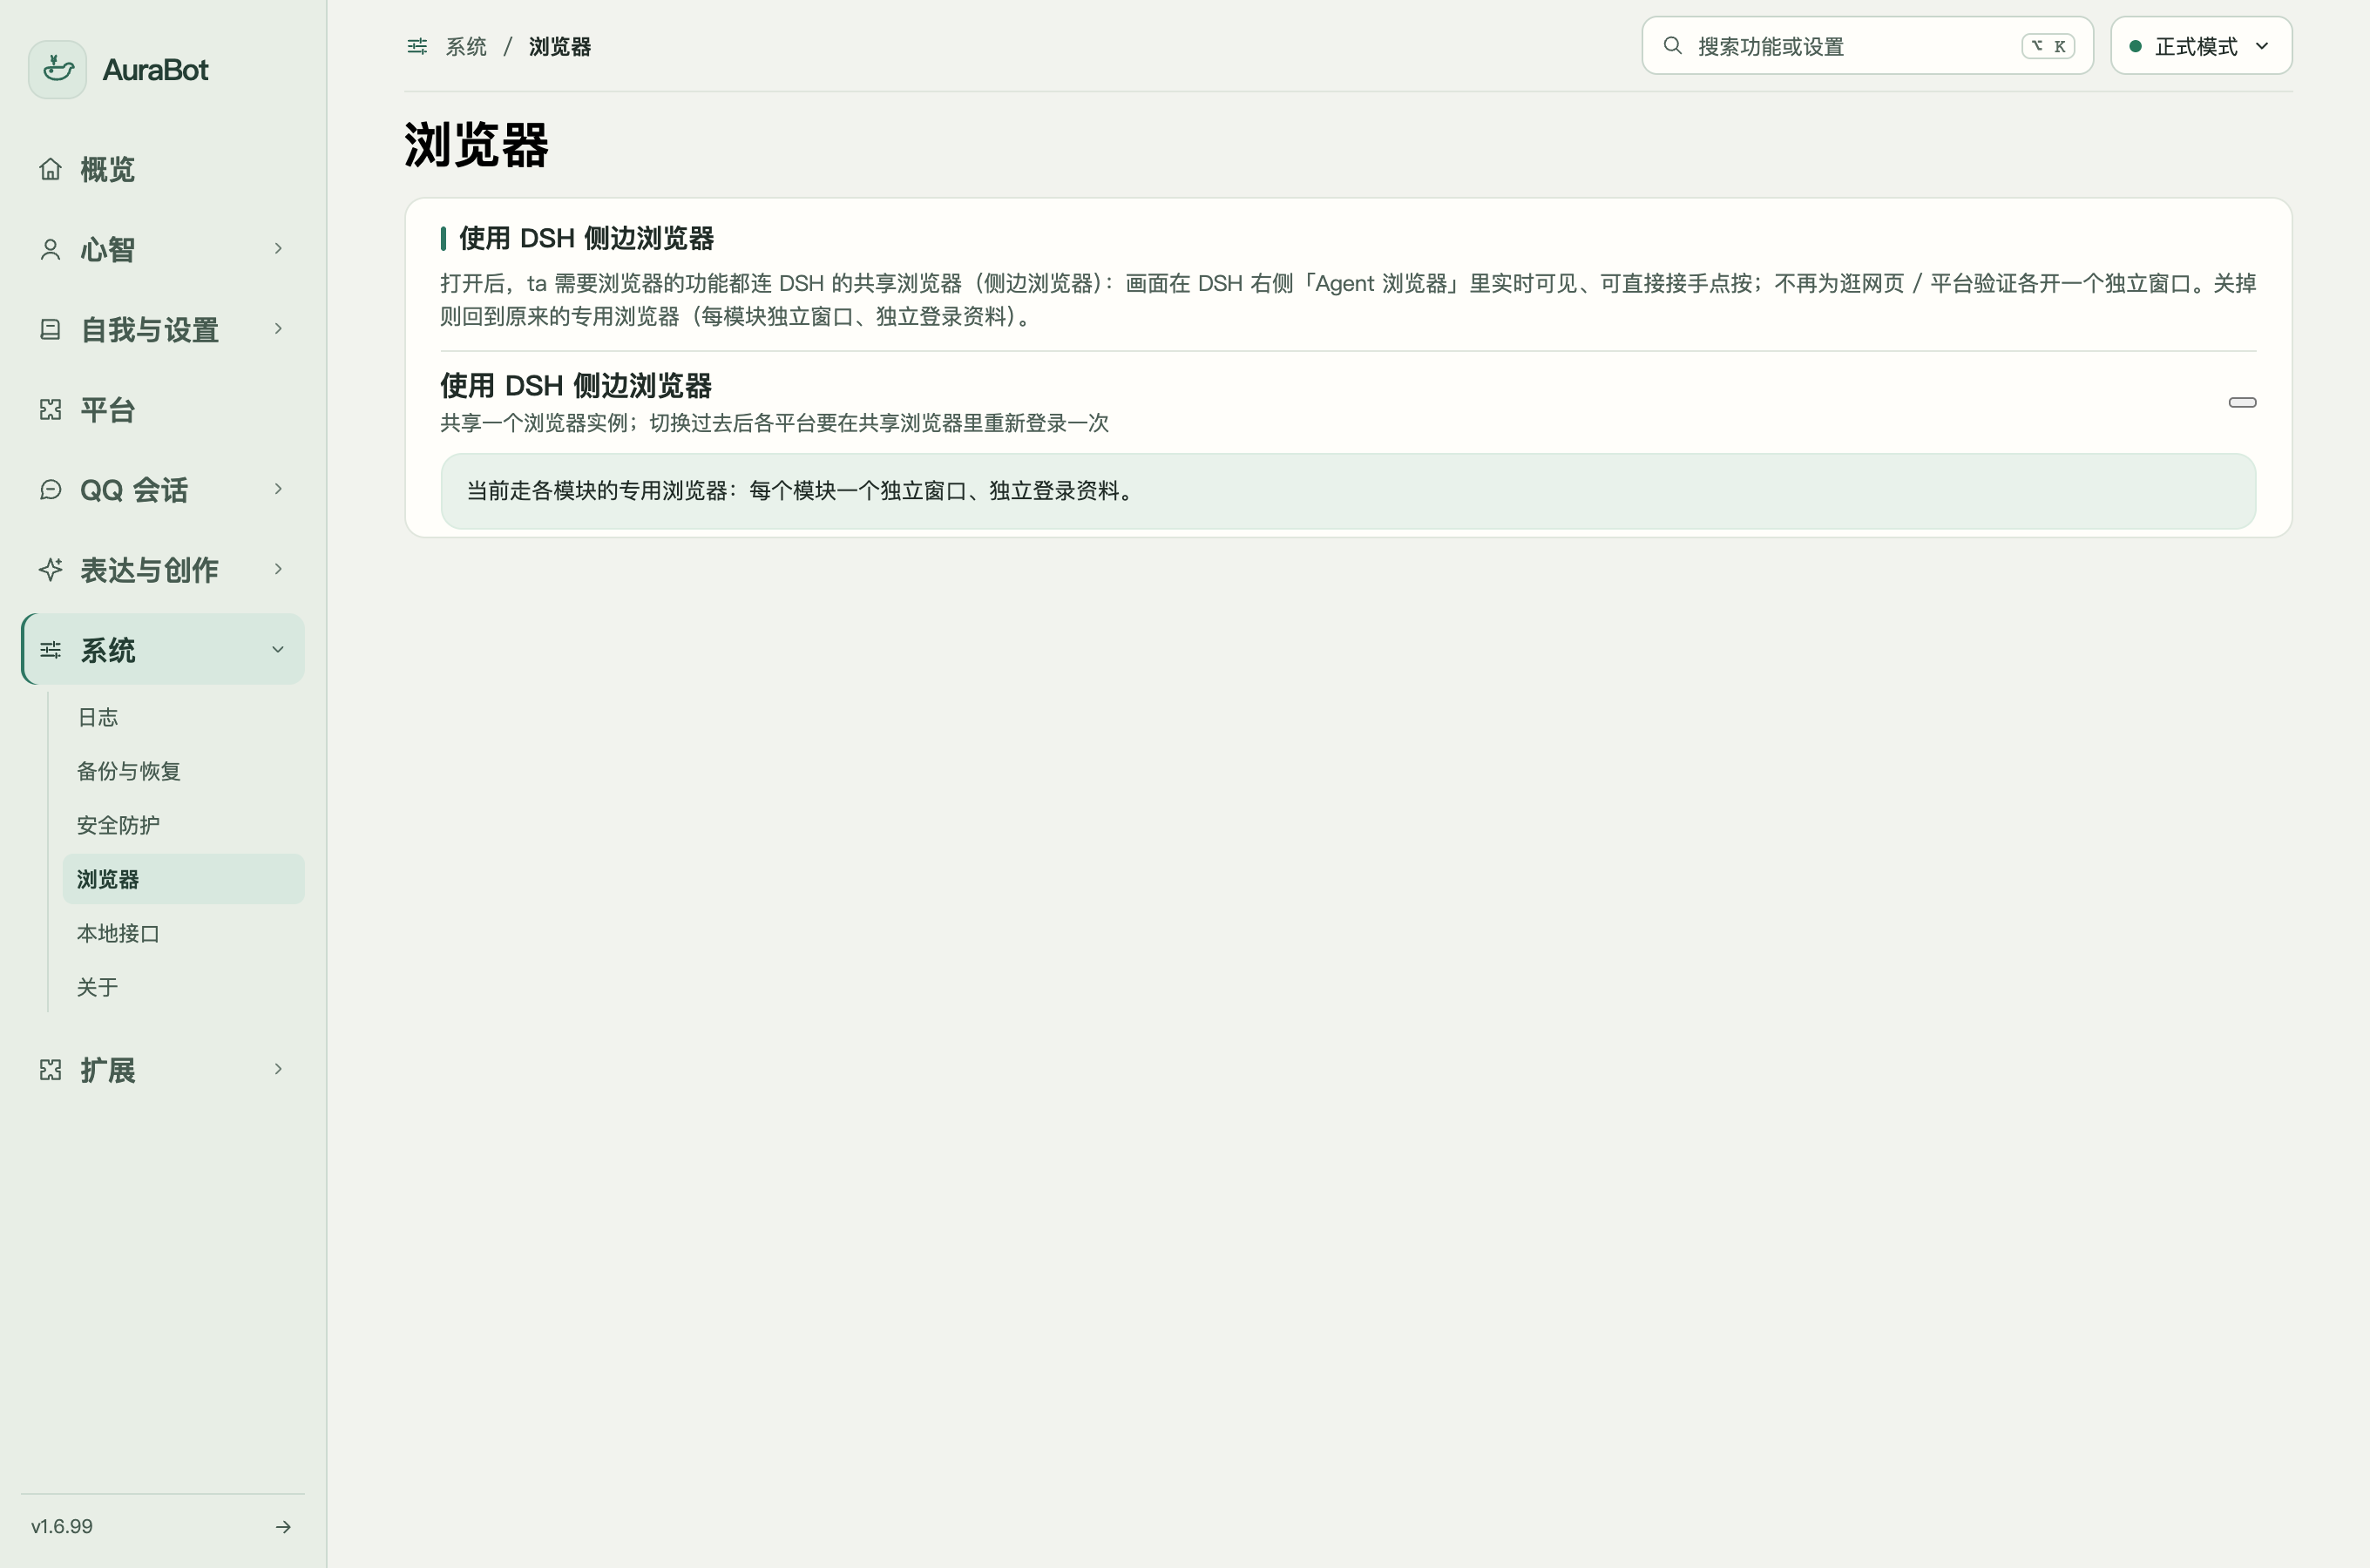 AuraBot
概览
心智
自我与设置
平台
QQ 会话
表达与创作
系统
日志
备份与恢复
安全防护
浏览器
本地接口
关于
扩展
v1.6.99
系统 / 浏览器
搜索功能或设置
⌥ K
正式模式
浏览器
使用 DSH 侧边浏览器
打开后，ta 需要浏览器的功能都连 DSH 的共享浏览器（侧边浏览器）：画面在 DSH 右侧「Agent 浏览器」里实时可见、可直接接手点按；不再为逛网页 / 平台验证各开一个独立窗口。关掉
则回到原来的专用浏览器（每模块独立窗口、独立登录资料）。
使用 DSH 侧边浏览器
共享一个浏览器实例；切换过去后各平台要在共享浏览器里重新登录一次
当前走各模块的专用浏览器：每个模块一个独立窗口、独立登录资料。